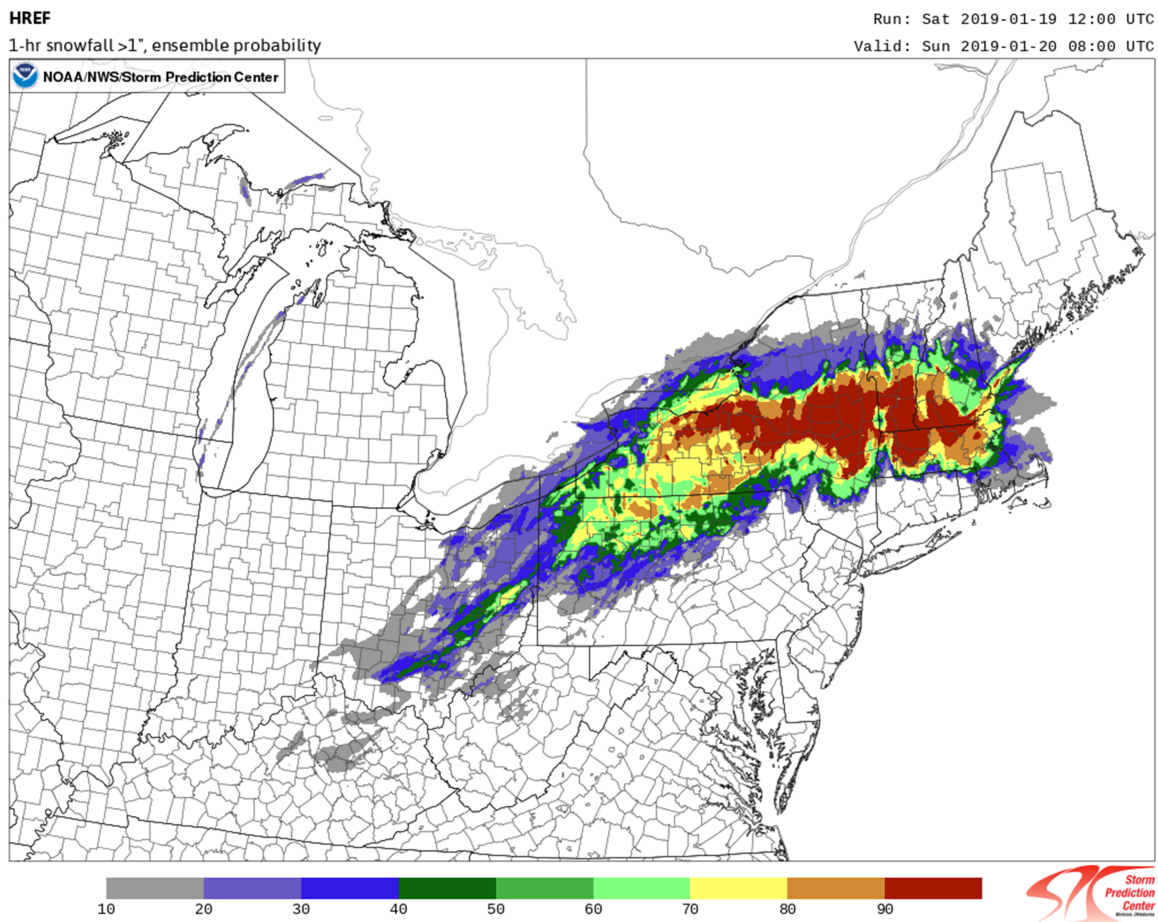 HREF
Run: Sat 2019-01-19 12:00 UTC
1-hr snowfall >1", ensemble probability
Valid: Sun 2019-01-20 08:00 UTC
NOAA/NWS/Storm Prediction Center
10 20 30 40 50 60 70 80 90
Storm
Prediction
Center
Norman, Oklahoma